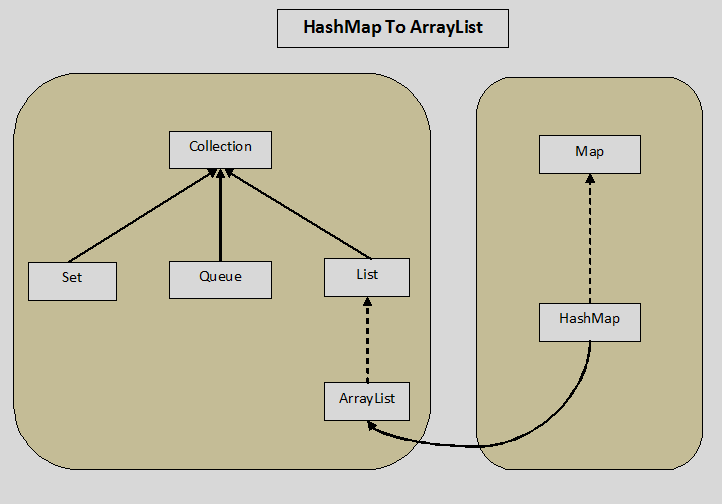 HashMap To ArrayList
Collection
Map
Set
Queue
List
HashMap
ArrayList